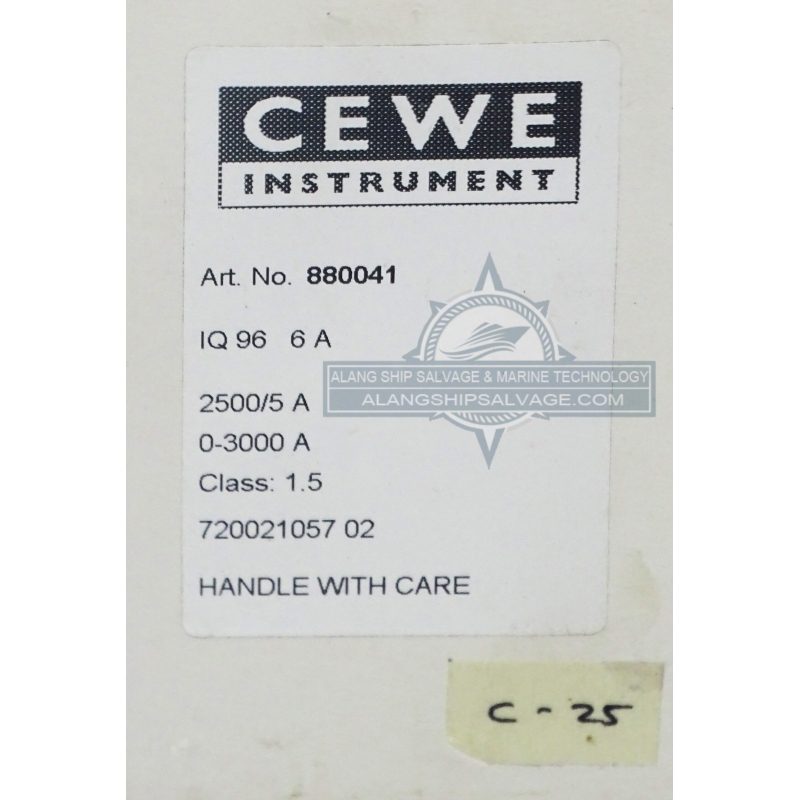 CEWE
INSTRUMENT
Art. No. 880041
IQ 96 6 A
ALANG SHIP SALVAGE & MARINE TECHNOLOGY
ALANGSHIPSALVAGE.COM
2500/5 A
0-3000 A
Class: 1.5
720021057 02
HANDLE WITH CARE
C - 25